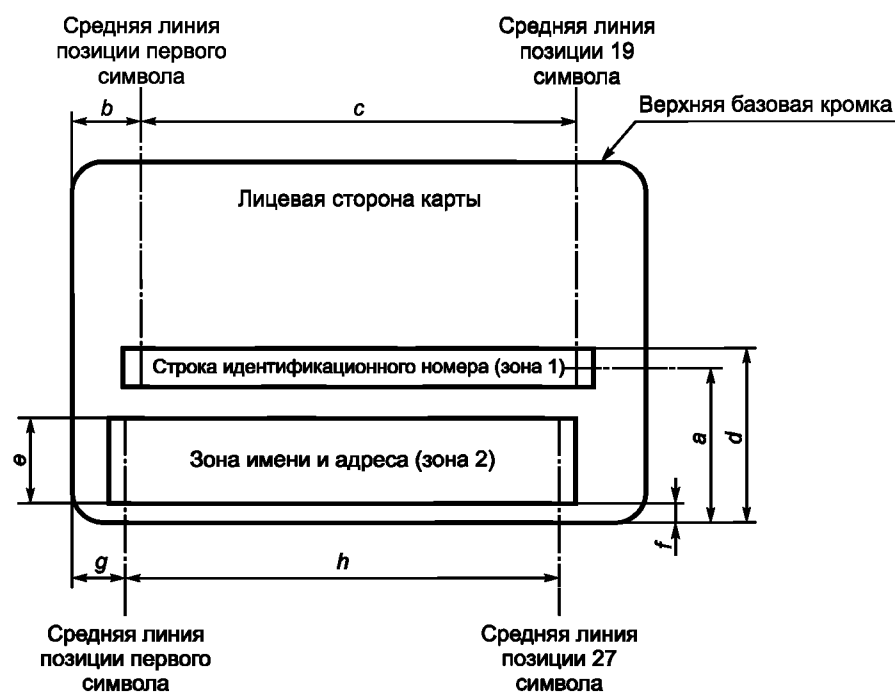 Средняя линия
позиции первого
символа
Средняя линия
позиции 19
символа
b
c
Верхняя базовая кромка
Лицевая сторона карты
Строка идентификационного номера (зона 1)
a
d
e
Зона имени и адреса (зона 2)
f
g
h
Средняя линия
позиции первого
символа
Средняя линия
позиции 27
символа